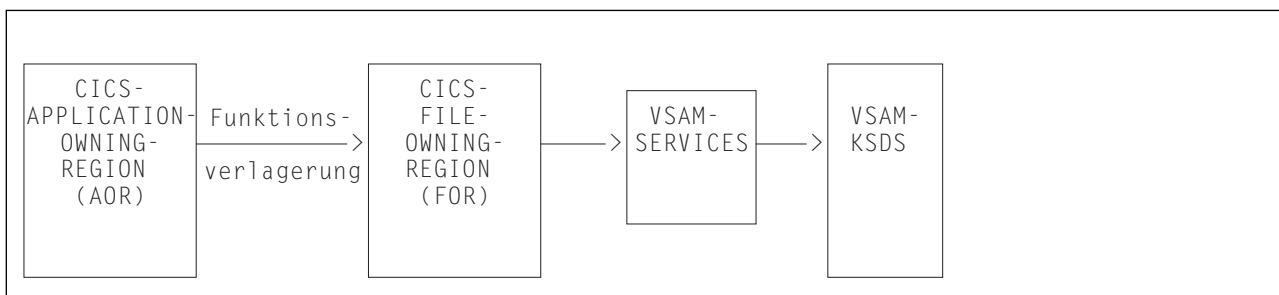 CICS-
APPLICATION-
OWNING-
REGION
(AOR)
Funktions-
verlagerung
CICS-
FILE-
OWNING-
REGION
(FOR)
VSAM-
SERVICES
VSAM-
KSDS